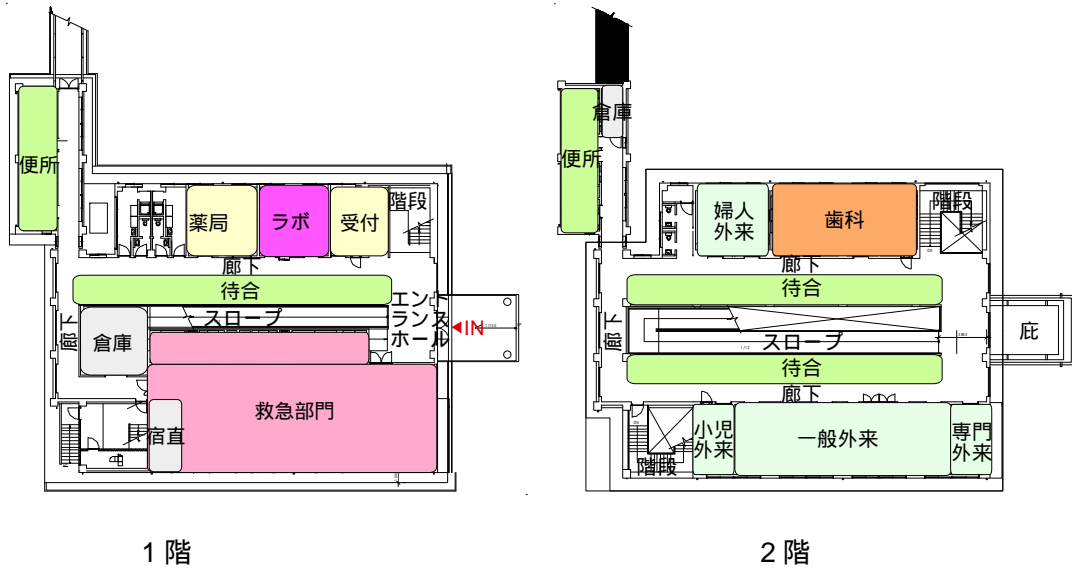 便所
薬局
ラボ
受付
階段
廊下
待合
スロープ
エント
ランス
ホール
IN
廊下
倉庫
救急部門
宿直
1 階
倉庫
便所
婦人
外来
歯科
階段
廊下
待合
廊下
スロープ
庇
待合
廊下
小児
外来
一般外来
専門
外来
階段
2 階